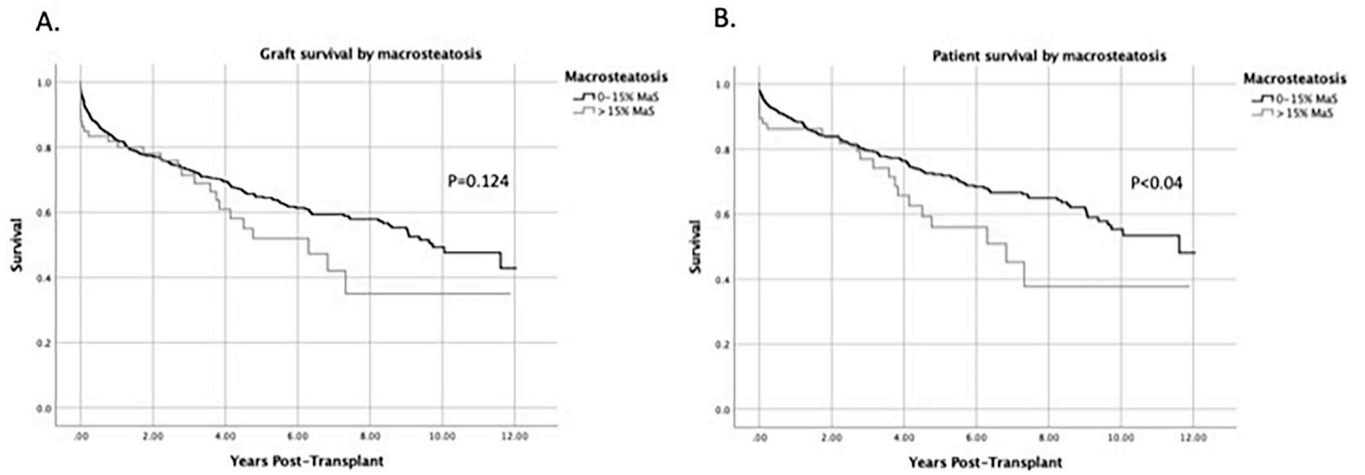 A.
Graft survival by macrosteatosis
Macrosteatosis
0-15% MaS
>15% MaS
1.0
0.8
0.6
0.4
0.2
0.0
Survival
P=0.124
.00 2.00 4.00 6.00 8.00 10.00 12.00
Years Post-Transplant
B.
Patient survival by macrosteatosis
Macrosteatosis
0-15% MaS
>15% MaS
1.0
0.8
0.6
0.4
0.2
0.0
Survival
P<0.04
.00 2.00 4.00 6.00 8.00 10.00 12.00
Years Post-Transplant